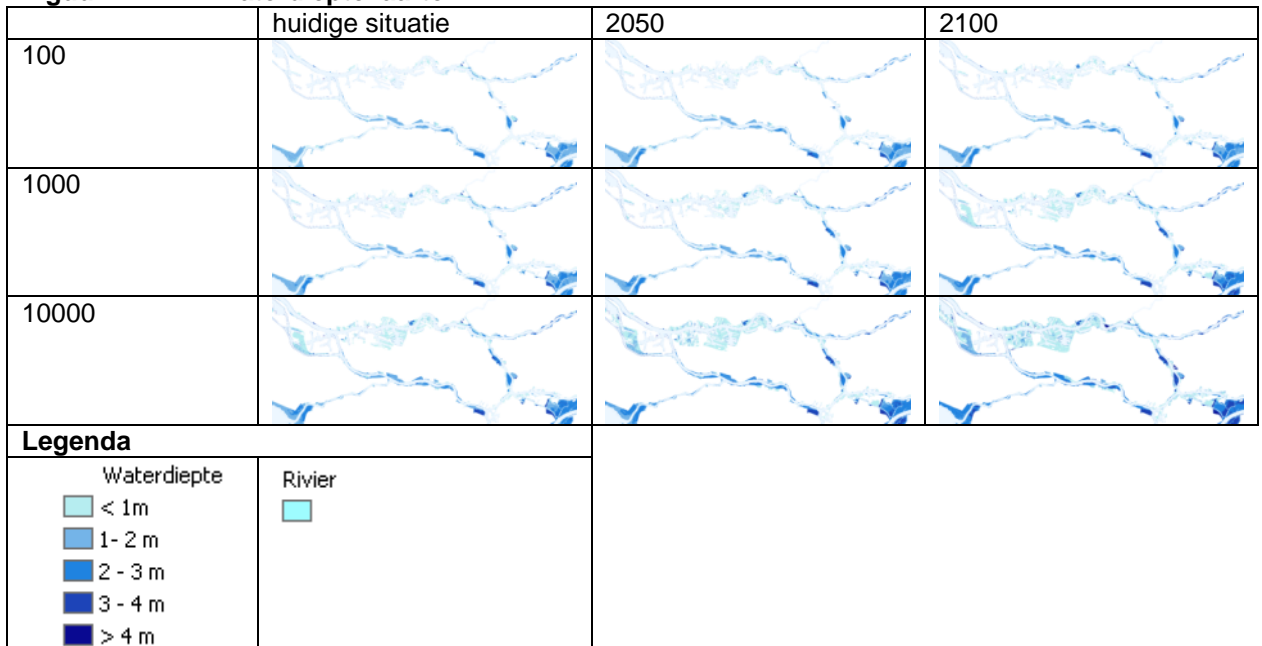 huidige situatie 2050 2100
100
1000
10000
Legenda
Waterdiepte Rivier
< 1m
1- 2 m
2 - 3 m
3 - 4 m
> 4 m